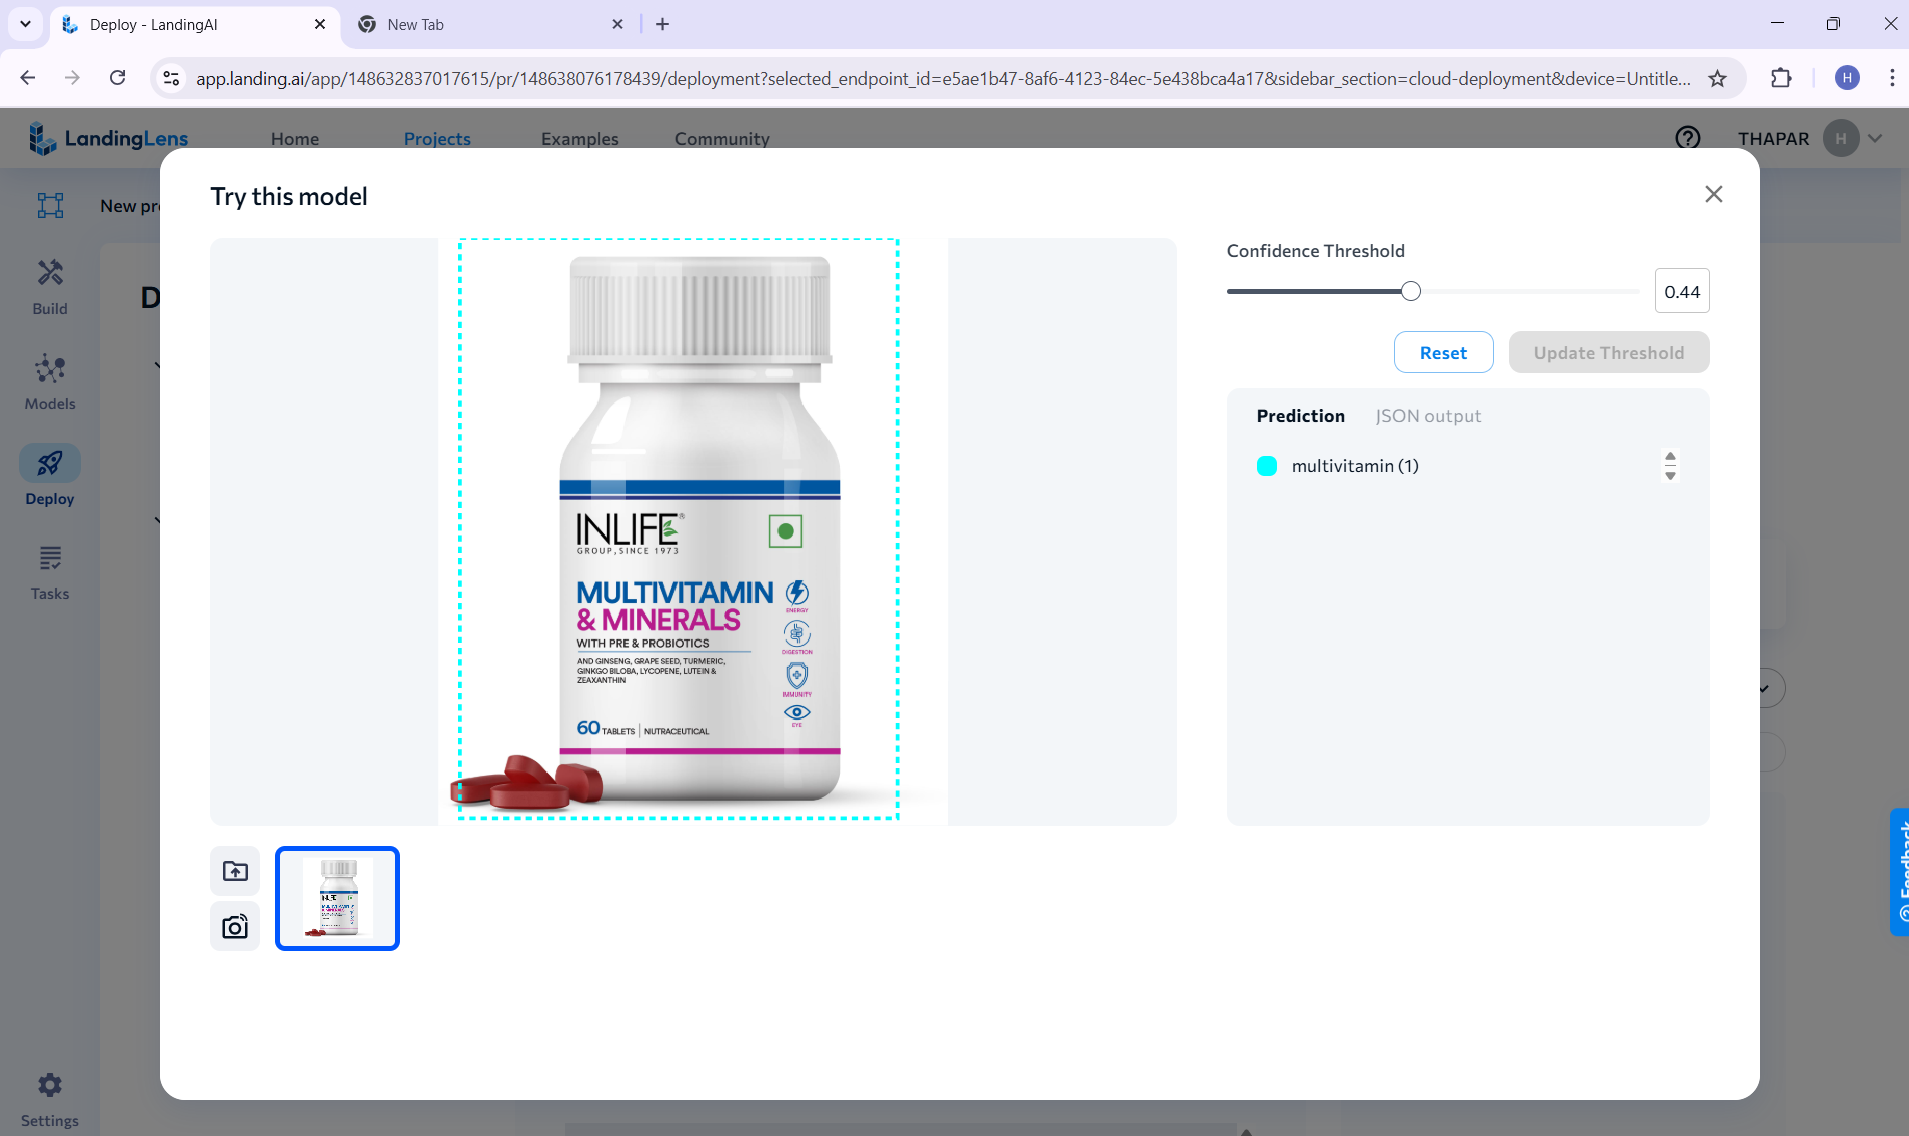 Deploy - LandingAI
New Tab
app.landing.ai/app/148632837017615/pr/148638076178439/deployment?selected_endpoint_id=e5ae1b47-8af6-4123-84ec-5e438bca4a17&sidebar_section=cloud-deployment&device=Untitle...
H
LandingLens
Home
Projects
Examples
Community
THAPAR
H
New pr
Build
Models
Deploy
Tasks
Settings
D
Try this model
INLIFE®
GROUP, SINCE 1973
MULTIVITAMIN
& MINERALS
WITH PRE & PROBIOTICS
AND GINSENG, GRAPE SEED, TURMERIC,
GINKGO BILOBA, LYCOPENE, LUTEIN &
ZEAXANTHIN
60 TABLETS | NUTRACEUTICAL
ENERGY
DIGESTION
IMMUNITY
EYE
Confidence Threshold
0.44
Reset
Update Threshold
Prediction
JSON output
multivitamin (1)
Feedback